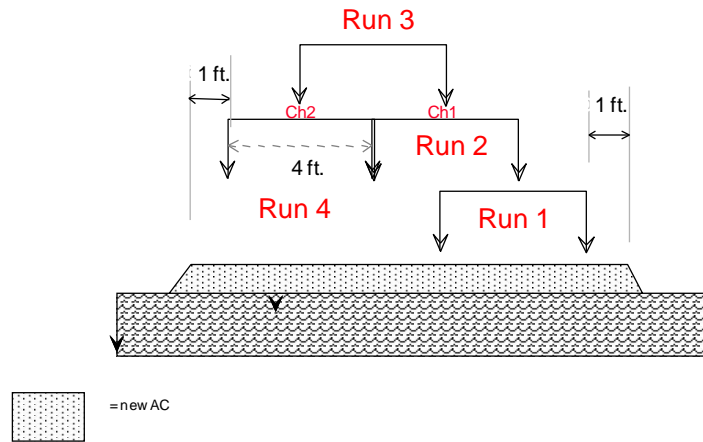 Run 3
1 ft.
1 ft.
Ch2
Ch1
Run 2
4 ft.
Run 4
Run 1
= new AC